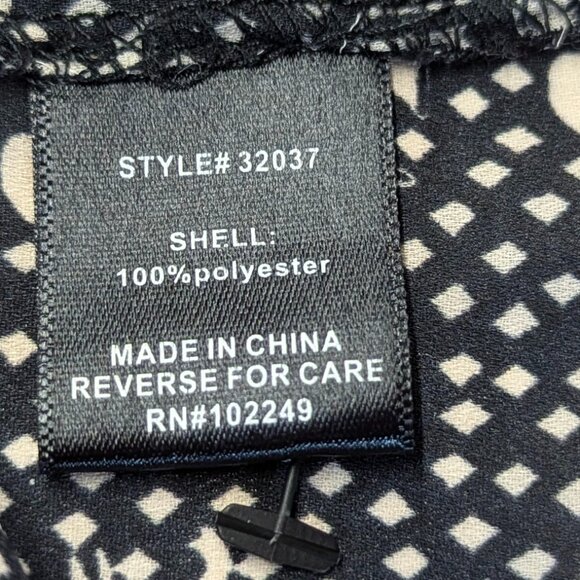 STYLE# 32037
SHELL:
100%polyester
MADE IN CHINA
REVERSE FOR CARE
RN#102249